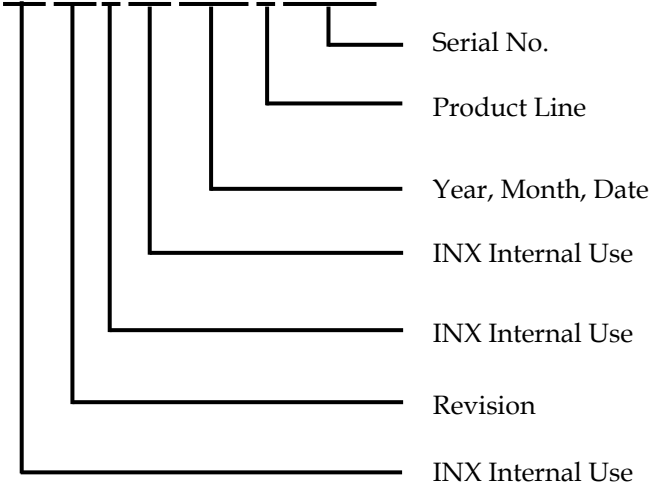 Serial No.
Product Line
Year, Month, Date
INX Internal Use
INX Internal Use
Revision
INX Internal Use